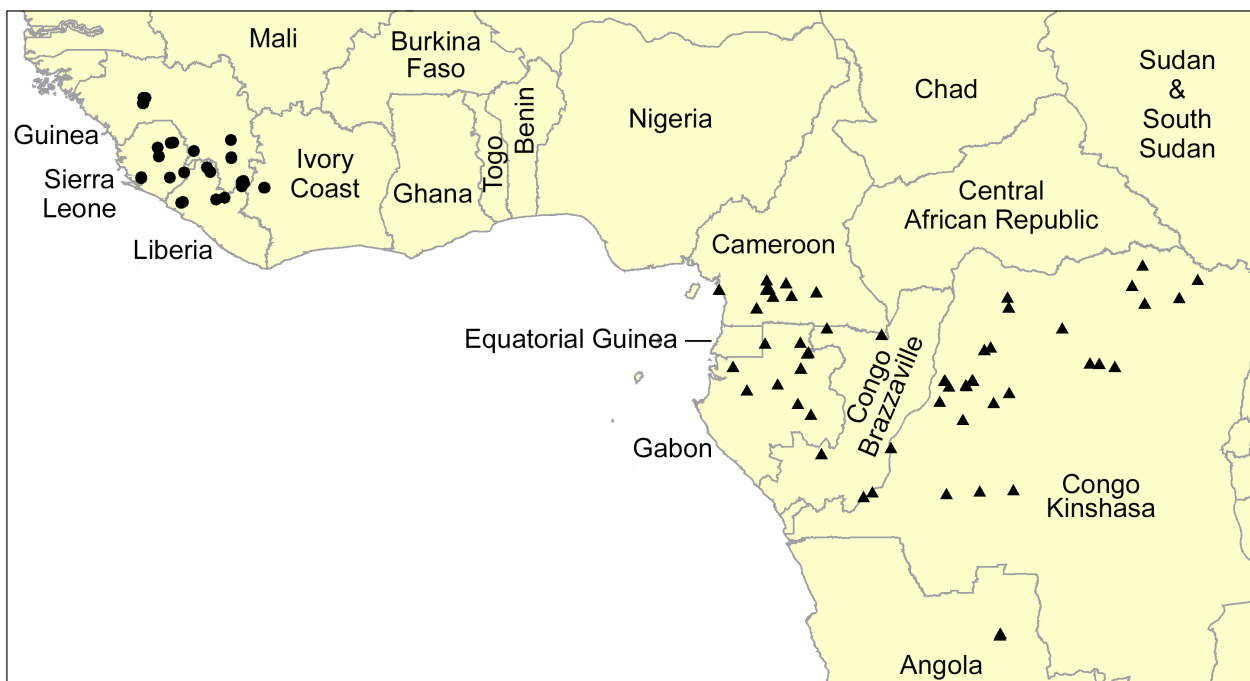 Mali
Burkina
Faso
Chad
Sudan
&
South
Sudan
Guinea
Sierra
Leone
Liberia
Ivory
Coast
Ghana
Togo
Benin
Nigeria
Central
African Republic
Cameroon
Equatorial Guinea
Gabon
Congo
Brazzaville
Congo
Kinshasa
Angola